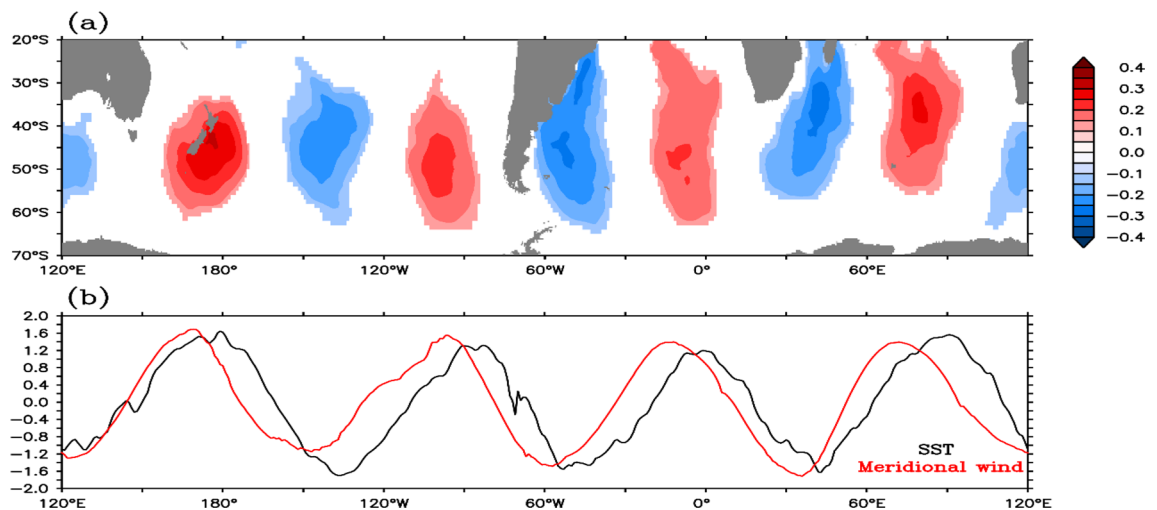 (a)
20°S
30°S
40°S
50°S
60°S
70°S
120°E 180° 120°W 60°W 0° 60°E 120°E
0.4
0.3
0.2
0.1
0.0
−0.1
−0.2
−0.3
−0.4
(b)
2.0
1.6
1.2
0.8
0.4
0.0
−0.4
−0.8
−1.2
−1.6
−2.0
SST
Meridional wind
120°E 180° 120°W 60°W 0° 60°E 120°E